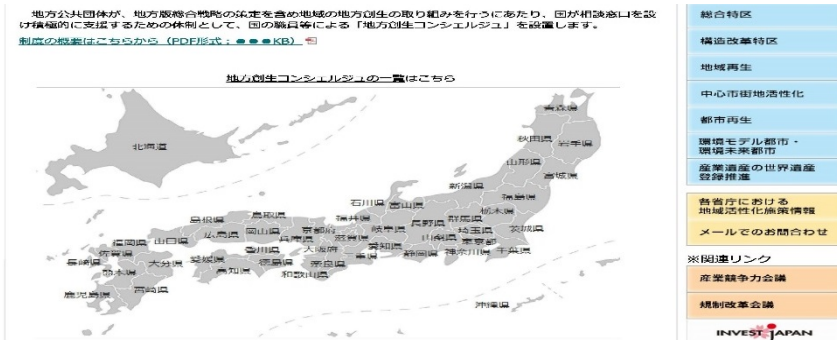 地方公共団体が、地方版総合戦略の策定を含め地域の地方創生の取り組みを行うにあたり、国が相談窓口を設
け積極的に支援するための体制として、国の職員等による「地方創生コンシェルジュ」を設置します。
制度の概要はこちらから（PDF形式：●●●KB）
地方創生コンシェルジュの一覧はこちら
北海道
青森県
秋田県 岩手県
山形県
宮城県
新潟県
福島県
石川県 富山県
栃木県
島根県 鳥取県 福井県 岐阜県 長野県 群馬県
茨城県
福岡県 山口県 広島県 岡山県 兵庫県 京都府 滋賀県 愛知県 山梨県 埼玉県
東京都
佐賀県
長崎県 大分県 愛媛県 香川県 徳島県 大阪府 奈良県 三重県 静岡県 神奈川県 千葉県
熊本県 高知県 和歌山県
鹿児島県 宮崎県
沖縄県
総合特区
構造改革特区
地域再生
中心市街地活性化
都市再生
環境モデル都市・
環境未来都市
産業遺産の世界遺産
登録推進
各省庁における
地域活性化施策情報
メールでのお問合わせ
※関連リンク
産業競争力会議
規制改革会議
INVEST JAPAN